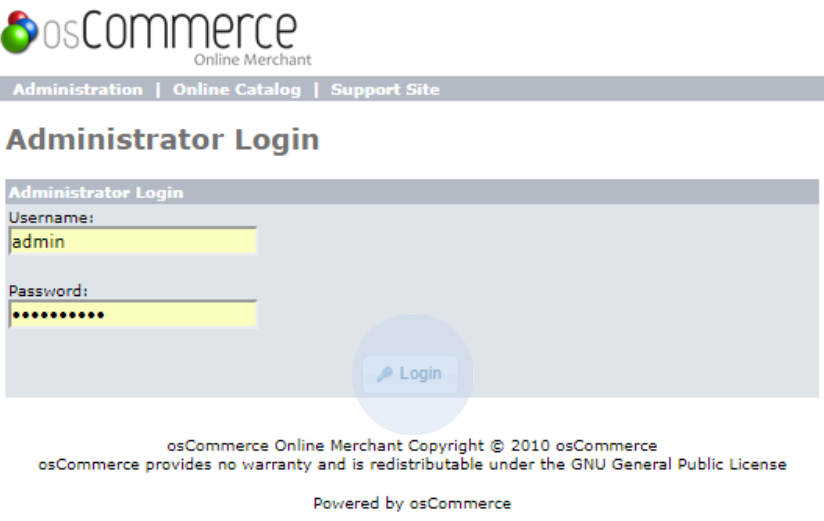 osCommerce
Online Merchant
Administration | Online Catalog | Support Site
Administrator Login
Administrator Login
Username:
admin
Password:
••••••••••
Login
osCommerce Online Merchant Copyright © 2010 osCommerce
osCommerce provides no warranty and is redistributable under the GNU General Public License
Powered by osCommerce